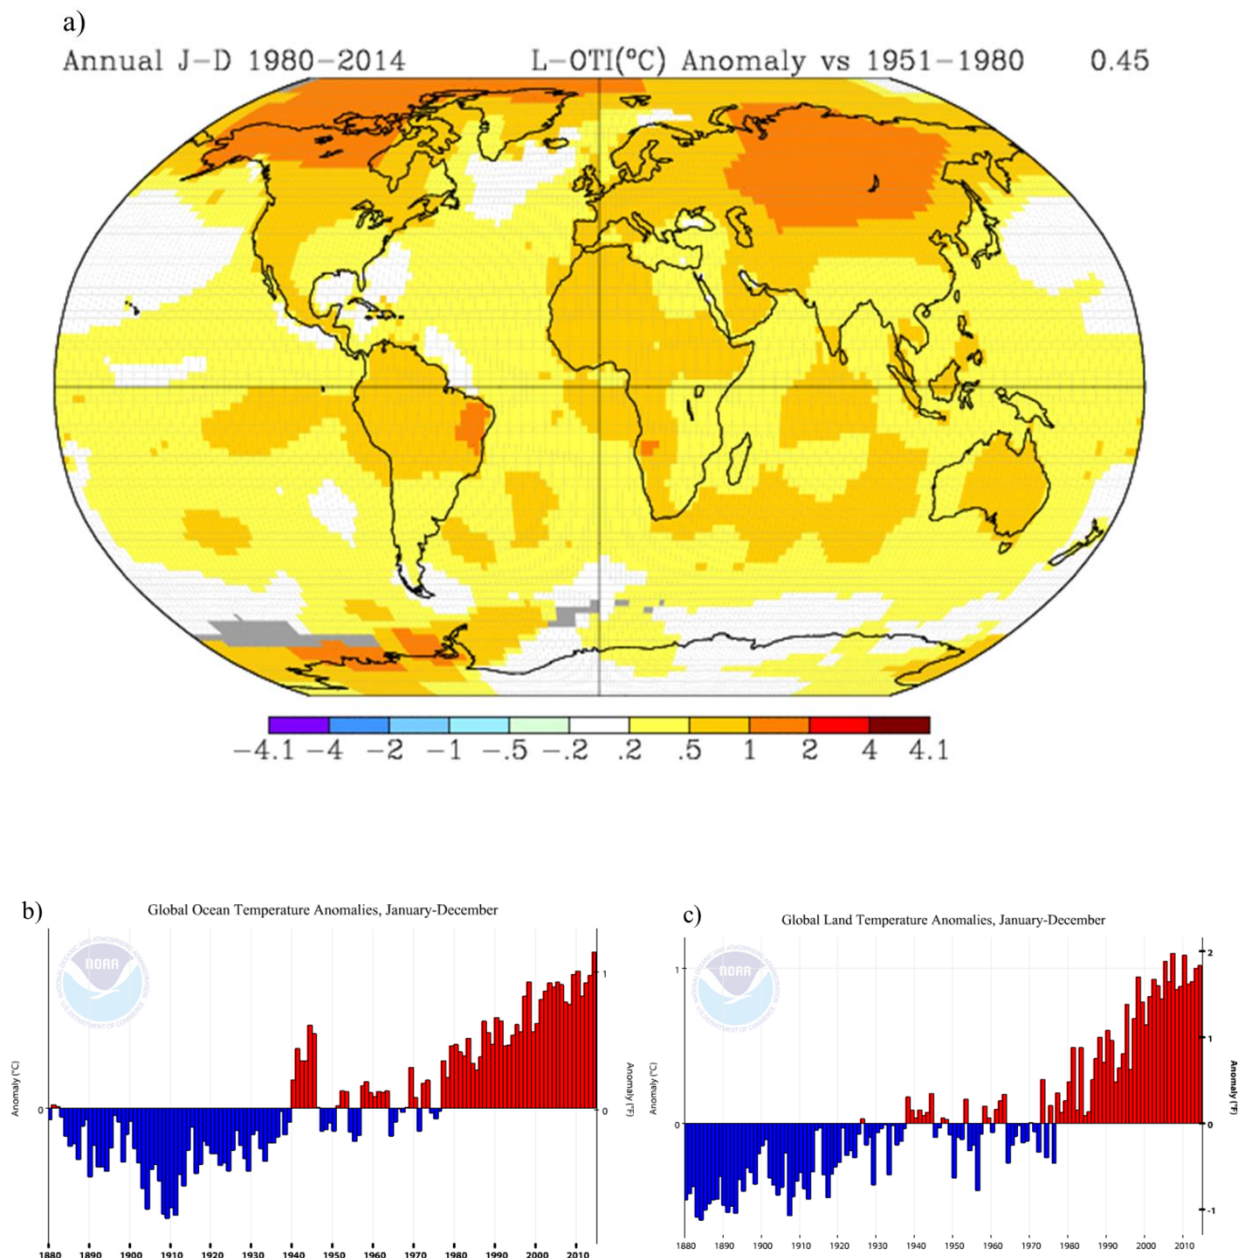 a)
Annual J-D 1980-2014 L-OTI(°C) Anomaly vs 1951-1980 0.45
-4.1 -4 -2 -1 -.5 -.2 .2 .5 1 2 4 4.1
b)
Global Ocean Temperature Anomalies, January-December
NOAA
Anomaly (°C)
0
1
0
Anomaly (°F)
1880 1890 1900 1910 1920 1930 1940 1950 1960 1970 1980 1990 2000 2010
c)
Global Land Temperature Anomalies, January-December
NOAA
Anomaly (°C)
1
0
2
1
0
-1
Anomaly (°F)
1880 1890 1900 1910 1920 1930 1940 1950 1960 1970 1980 1990 2000 2010